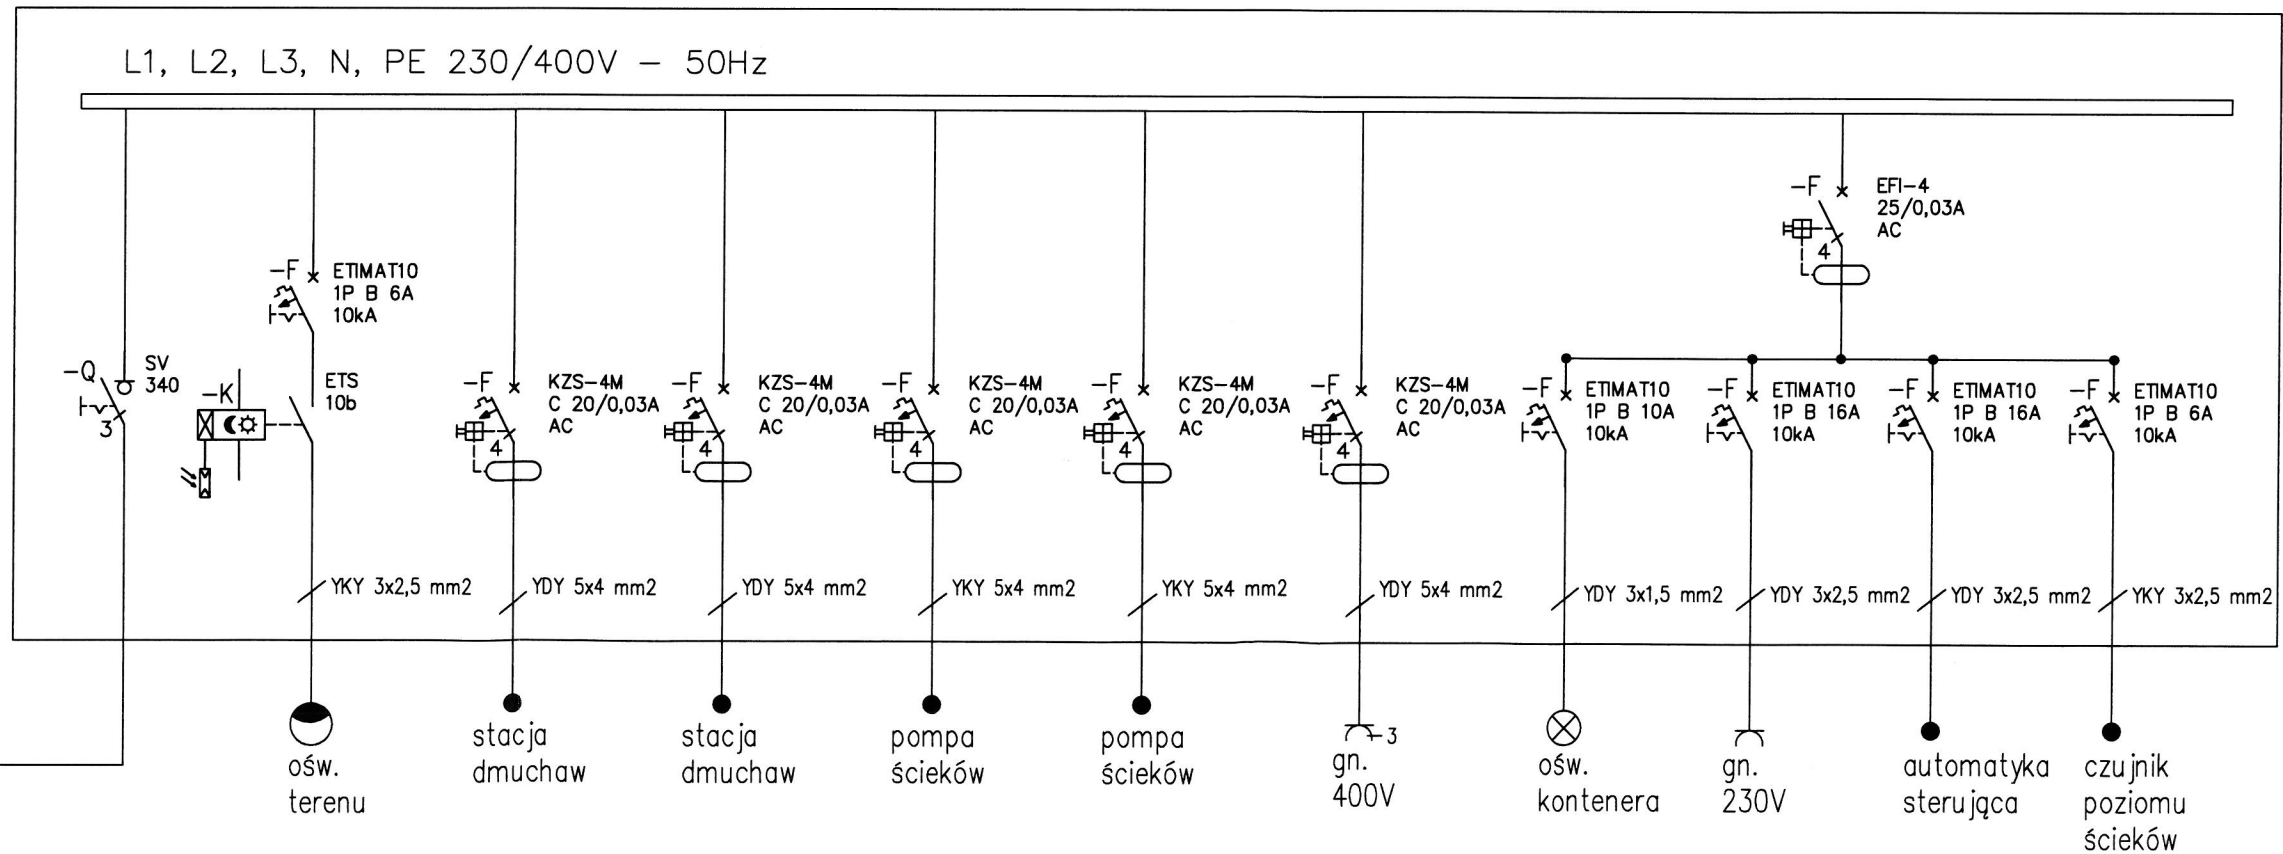 L1, L2, L3, N, PE 230/400V – 50Hz
-Q
SV
340
3
-F
ETIMAT10
1P B 6A
10kA
-K
ETS
10b
YKY 3x2,5 mm2
ośw.
terenu
-F
KZS-4M
C 20/0,03A
AC
4
YDY 5x4 mm2
stacja
dmuchaw
-F
KZS-4M
C 20/0,03A
AC
4
YDY 5x4 mm2
stacja
dmuchaw
-F
KZS-4M
C 20/0,03A
AC
4
YKY 5x4 mm2
pompa
ścieków
-F
KZS-4M
C 20/0,03A
AC
4
YKY 5x4 mm2
pompa
ścieków
-F
KZS-4M
C 20/0,03A
AC
4
YDY 5x4 mm2
3
gn.
400V
-F
EFI-4
25/0,03A
AC
4
-F
ETIMAT10
1P B 10A
10kA
YDY 3x1,5 mm2
ośw.
kontenera
-F
ETIMAT10
1P B 16A
10kA
YDY 3x2,5 mm2
gn.
230V
-F
ETIMAT10
1P B 16A
10kA
YDY 3x2,5 mm2
automatyka
sterująca
-F
ETIMAT10
1P B 6A
10kA
YKY 3x2,5 mm2
czujnik
poziomu
ścieków